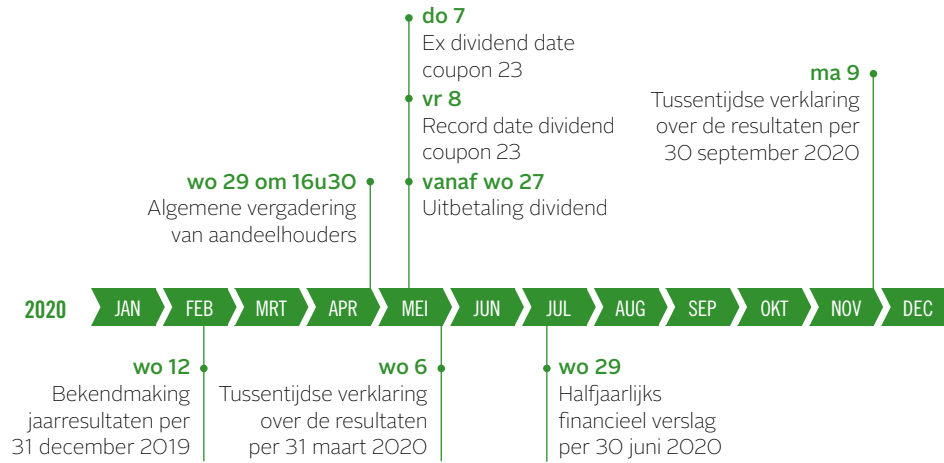 do 7
Ex dividend date
coupon 23
vr 8
Record date dividend
coupon 23
vanaf wo 27
Uitbetaling dividend
ma 9
Tussentijdse verklaring
over de resultaten per
30 september 2020
wo 29 om 16u30
Algemene vergadering
van aandeelhouders
2020 JAN FEB MRT APR MEI JUN JUL AUG SEP OKT NOV DEC
wo 12
Bekendmaking
jaarresultaten per
31 december 2019
wo 6
Tussentijdse verklaring
over de resultaten
per 31 maart 2020
wo 29
Halfjaarlijks
financieel verslag
per 30 juni 2020